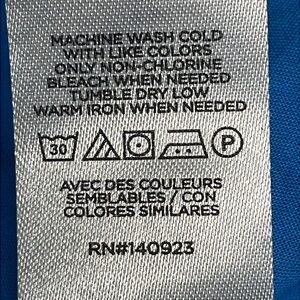 MACHINE WASH COLD
WITH LIKE COLORS
ONLY NON-CHLORINE
BLEACH WHEN NEEDED
TUMBLE DRY LOW
WARM IRON WHEN NEEDED
30 P
AVEC DES COULEURS
SEMBLABLES / CON
COLORES SIMILARES
RN#140923